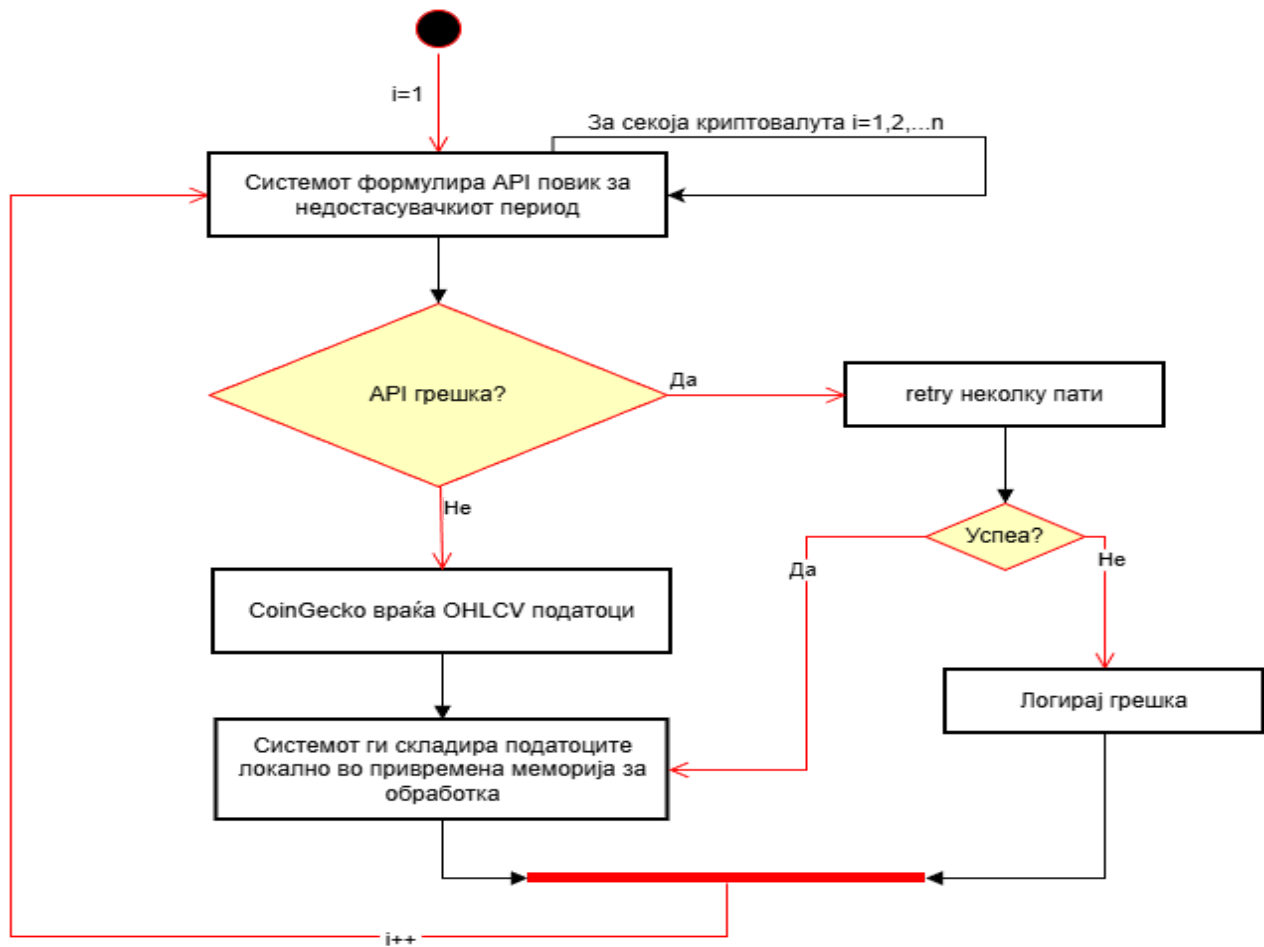 i=1
За секоја криптовалута i=1,2,...n
Системот формулира API повик за
недостасувачкиот период
API грешка?
Да
retry неколку пати
Не
Успеа?
Да
Не
CoinGecko враќа OHLCV податоци
Логирај грешка
Системот ги складира податоците
локално во привремена меморија за
обработка
i++